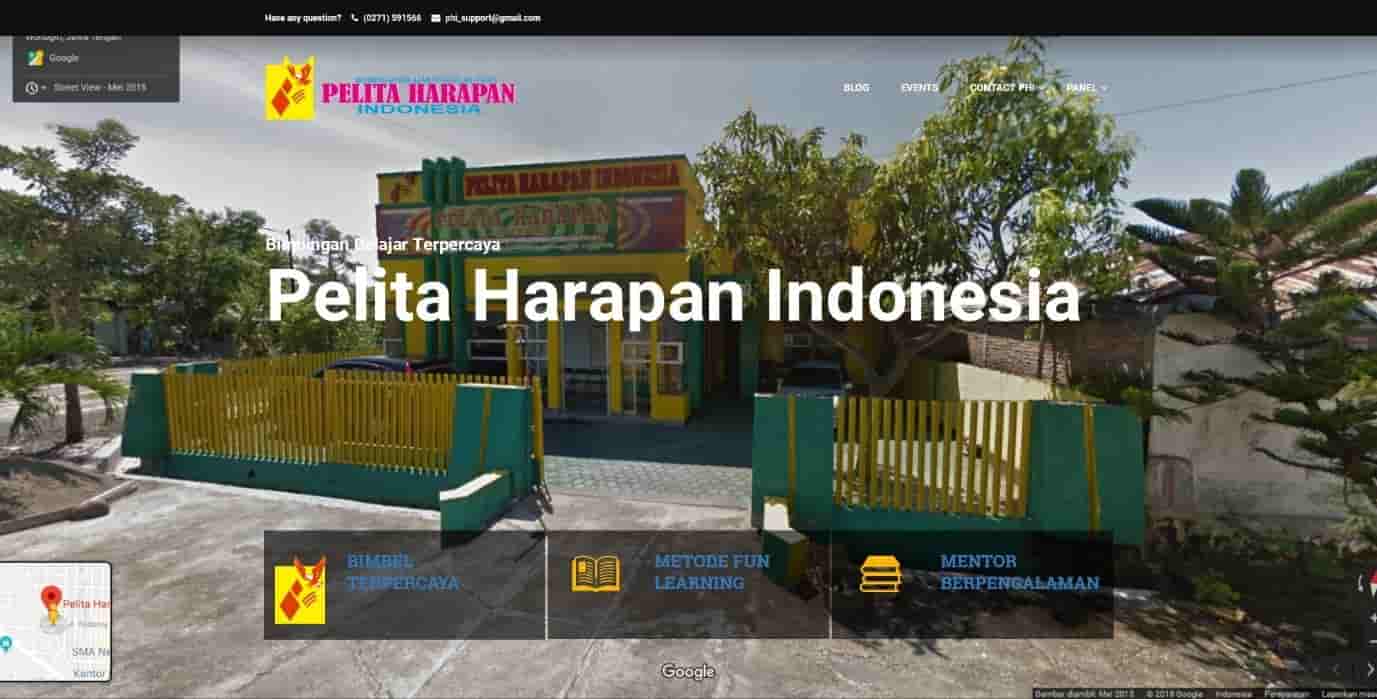 Have any question? (0271) 591566 phi_support@gmail.com
Wonogiri, Jawa Tengah
Google
Street View - Mei 2015
PELITA HARAPAN
INDONESIA
BLOG EVENTS CONTACT PHI PANEL
PELITA HARAPAN INDONESIA
PELITA HARAPAN
Bimbingan Belajar Terpercaya
Pelita Harapan Indonesia
BIMBEL
TERPERCAYA
METODE FUN
LEARNING
MENTOR
BERPENGALAMAN
Pelita Har
SMA Ne
Kantor
Google
Gambar diambil: Mei 2015 © 2018 Google Indonesia Persyaratan Laporkan mas